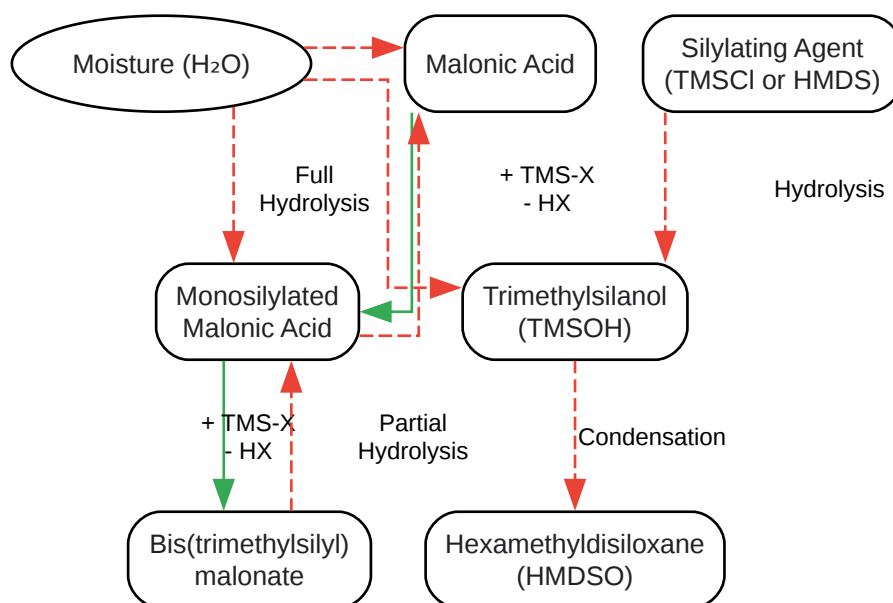 Moisture (H₂O)
Malonic Acid
Silylating Agent
(TMSCl or HMDS)
Full
Hydrolysis
+ TMS-X
- HX
Hydrolysis
Monosilylated
Malonic Acid
Trimethylsilanol
(TMSOH)
+ TMS-X
- HX
Partial
Hydrolysis
Condensation
Bis(trimethylsilyl)
malonate
Hexamethyldisiloxane
(HMDSO)